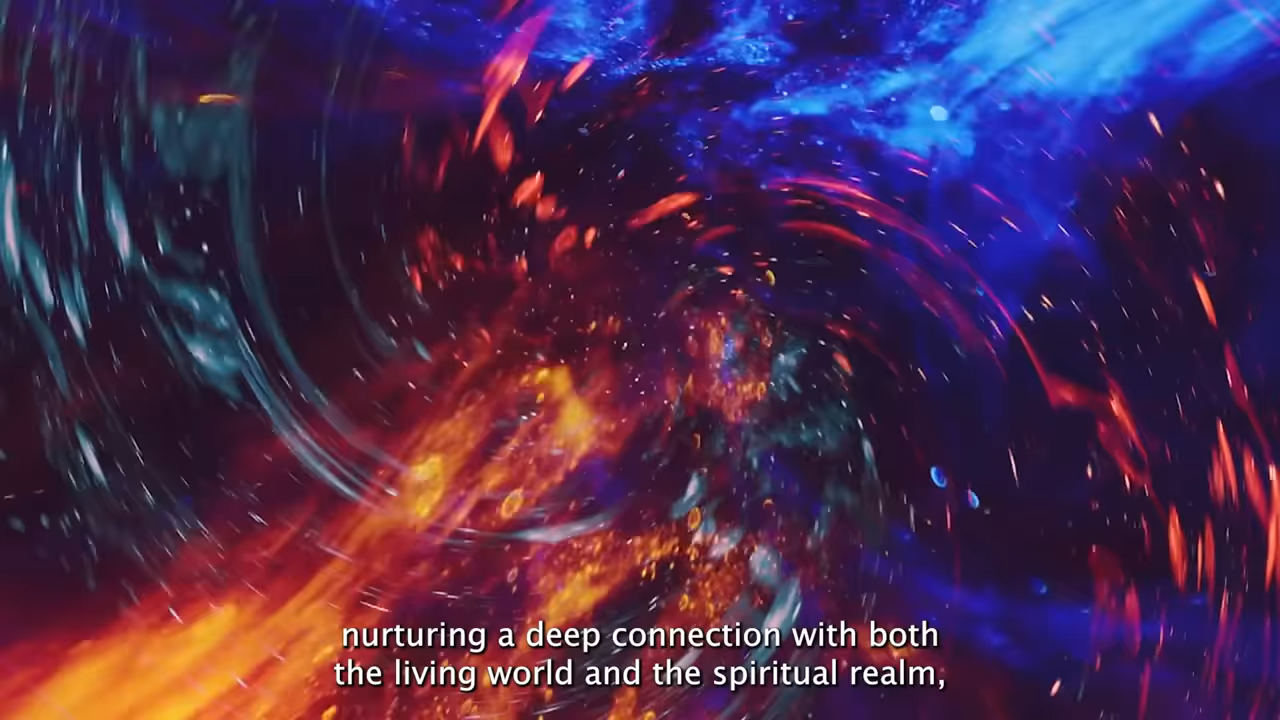 nurturing a deep connection with both
the living world and the spiritual realm,